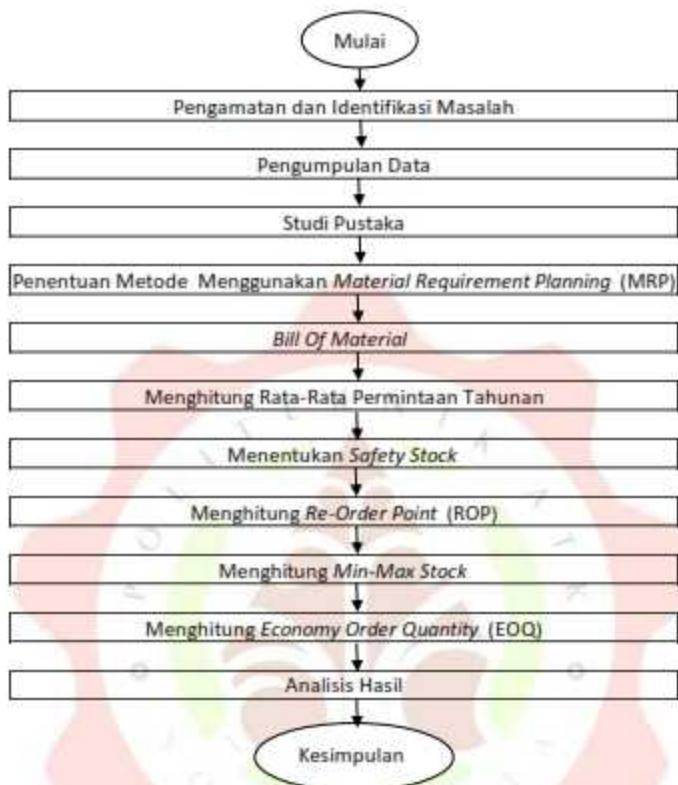 Mulai
Pengamatan dan Identifikasi Masalah
Pengumpulan Data
Studi Pustaka
Penentuan Metode Menggunakan Material Requirement Planning (MRP)
Bill Of Material
Menghitung Rata-Rata Permintaan Tahunan
Menentukan Safety Stock
Menghitung Re-Order Point (ROP)
Menghitung Min-Max Stock
Menghitung Economy Order Quantity (EOQ)
Analisis Hasil
Kesimpulan